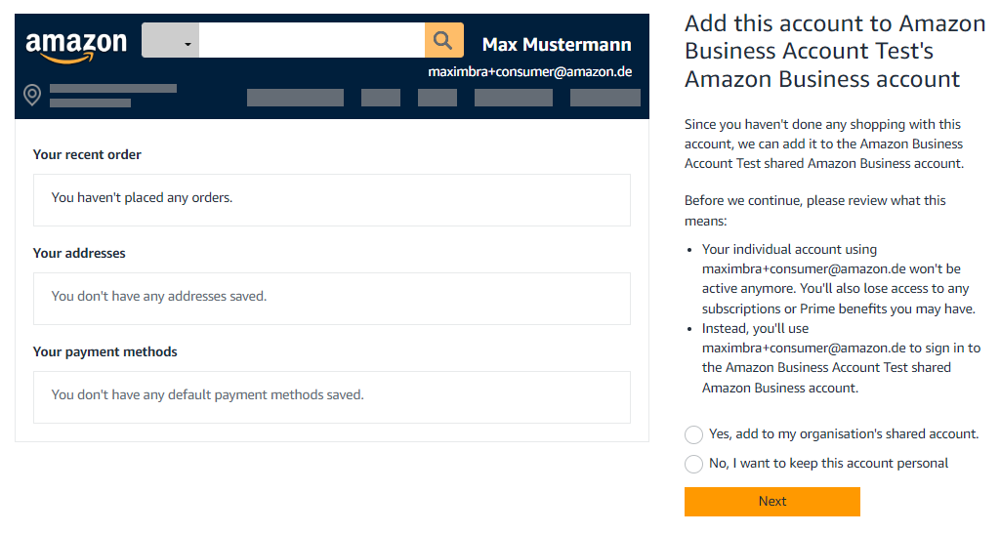 amazon
Max Mustermann
maximbra+consumer@amazon.de
Your recent order
You haven't placed any orders.
Your addresses
You don't have any addresses saved.
Your payment methods
You don't have any default payment methods saved.
Add this account to Amazon
Business Account Test's
Amazon Business account
Since you haven't done any shopping with this
account, we can add it to the Amazon Business
Account Test shared Amazon Business account.
Before we continue, please review what this
means:
• Your individual account using
maximbra+consumer@amazon.de won't be
active anymore. You'll also lose access to any
subscriptions or Prime benefits you may have.
• Instead, you'll use
maximbra+consumer@amazon.de to sign in to
the Amazon Business Account Test shared
Amazon Business account.
Yes, add to my organisation's shared account.
No, I want to keep this account personal
Next